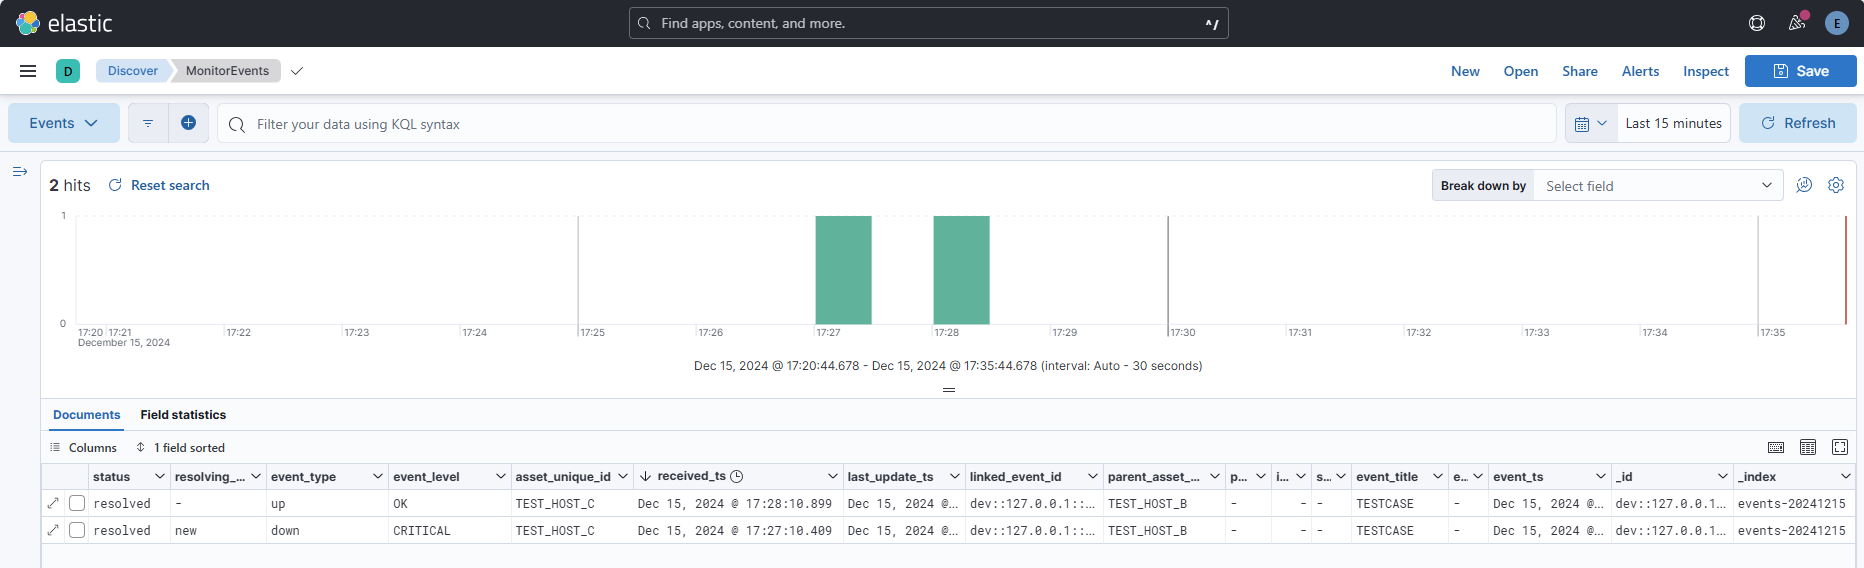 elastic
Find apps, content, and more.
^/
E
D
Discover
MonitorEvents
New
Open
Share
Alerts
Inspect
Save
Events
Filter your data using KQL syntax
Last 15 minutes
Refresh
2 hits
Reset search
Break down by
Select field
1
0
17:20 17:21 17:22 17:23 17:24 17:25 17:26 17:27 17:28 17:29 17:30 17:31 17:32 17:33 17:34 17:35
December 15, 2024
Dec 15, 2024 @ 17:20:44.678 - Dec 15, 2024 @ 17:35:44.678 (interval: Auto - 30 seconds)
Documents
Field statistics
Columns
1 field sorted
status resolving_... event_type event_level asset_unique_id received_ts last_update_ts linked_event_id parent_asset_... p... i... s... event_title e... event_ts _id _index
resolved - up OK TEST_HOST_C Dec 15, 2024 @ 17:28:10.899 Dec 15, 2024 @... dev::127.0.0.1::... TEST_HOST_B - - - TESTCASE - Dec 15, 2024 @... dev::127.0.0.1... events-20241215
resolved new down CRITICAL TEST_HOST_C Dec 15, 2024 @ 17:27:10.409 Dec 15, 2024 @... dev::127.0.0.1::... TEST_HOST_B - - - TESTCASE - Dec 15, 2024 @... dev::127.0.0.1... events-20241215